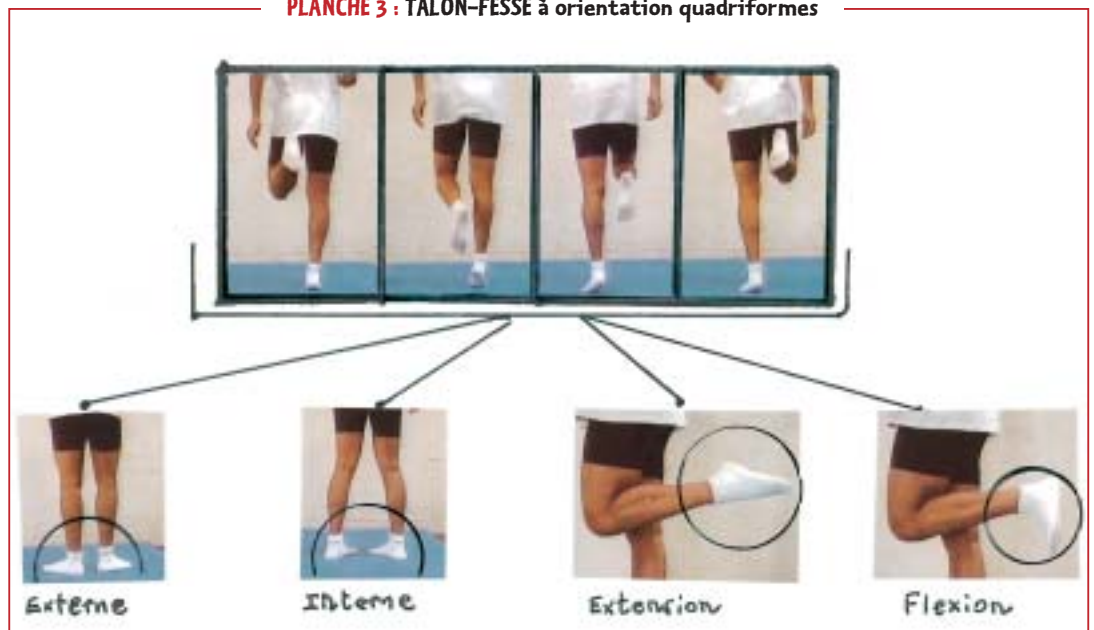 PLANCHE 3 : TALON-FESSE à orientation quadriformes
Externe
Interne
Extension
Flexion